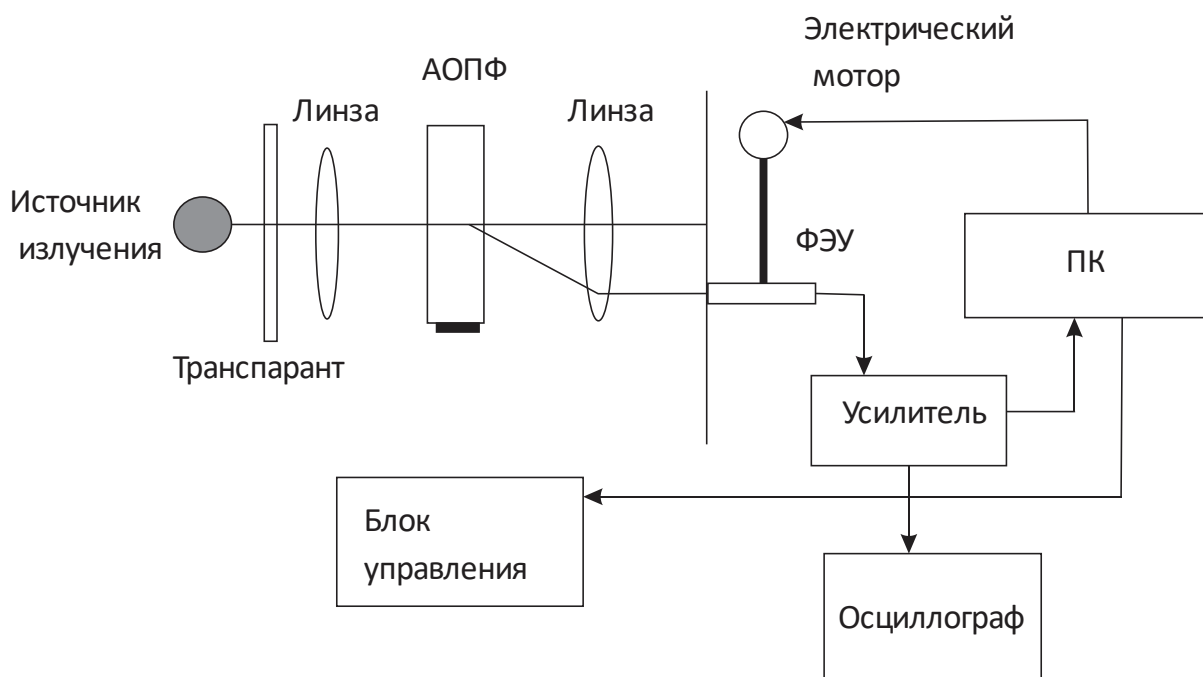 Электрический
мотор
АОПФ
Линза
Линза
Источник
излучения
ФЭУ
ПК
Транспарант
Усилитель
Блок
управления
Осциллограф